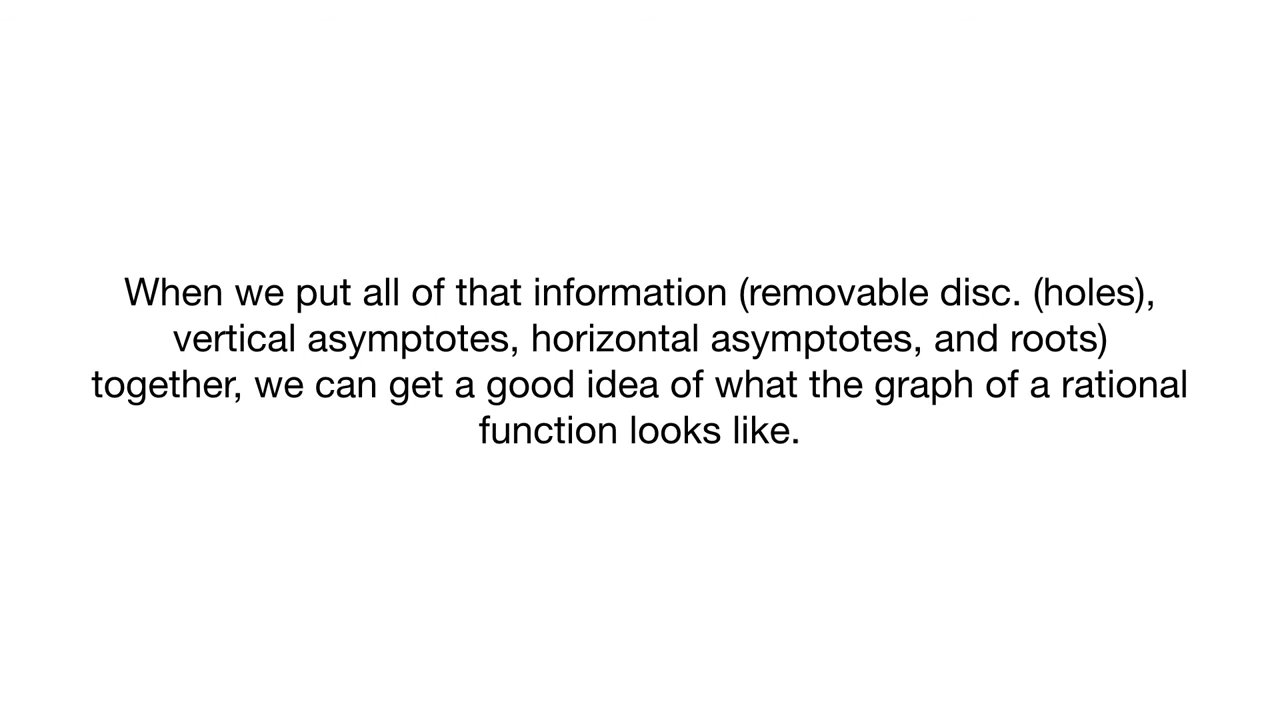 When we put all of that information (removable disc. (holes),
vertical asymptotes, horizontal asymptotes, and roots)
together, we can get a good idea of what the graph of a rational
function looks like.